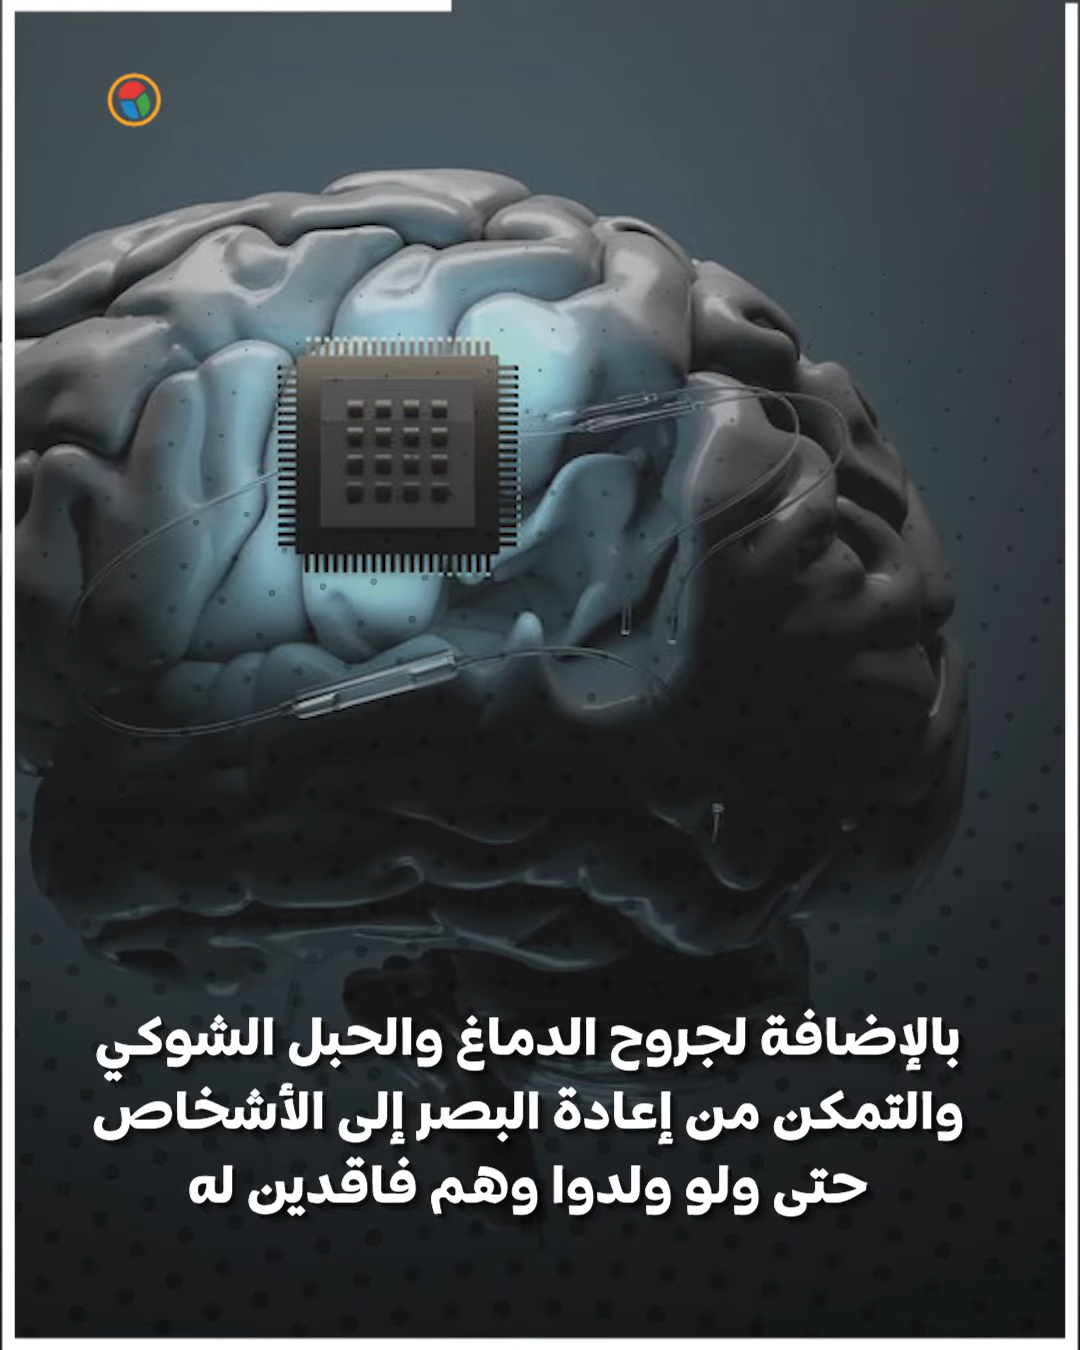 بالإضافة لجروح الدماغ والحبل الشوكي
والتمكن من إعادة البصر إلى الأشخاص
حتى ولو ولدوا وهم فاقدين له